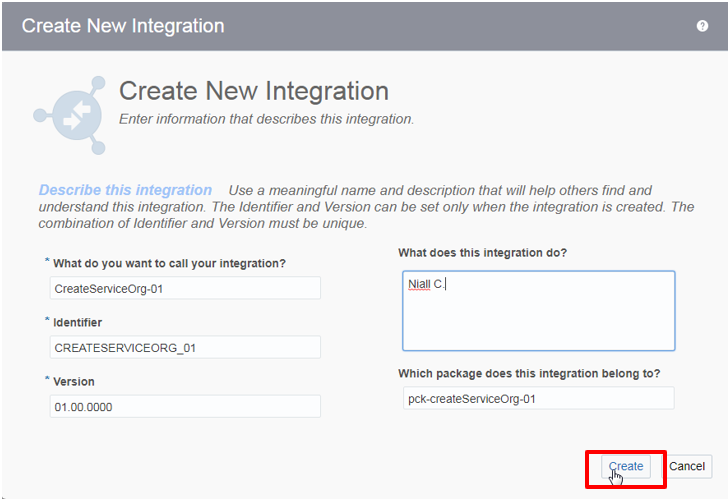 Create New Integration
?
Create New Integration
Enter information that describes this integration.
Describe this integration Use a meaningful name and description that will help others find and
understand this integration. The Identifier and Version can be set only when the integration is created. The
combination of Identifier and Version must be unique.
* What do you want to call your integration?
CreateServiceOrg-01
* Identifier
CREATESERVICEORG_01
* Version
01.00.0000
What does this integration do?
Niall C.
Which package does this integration belong to?
pck-createServiceOrg-01
Create Cancel